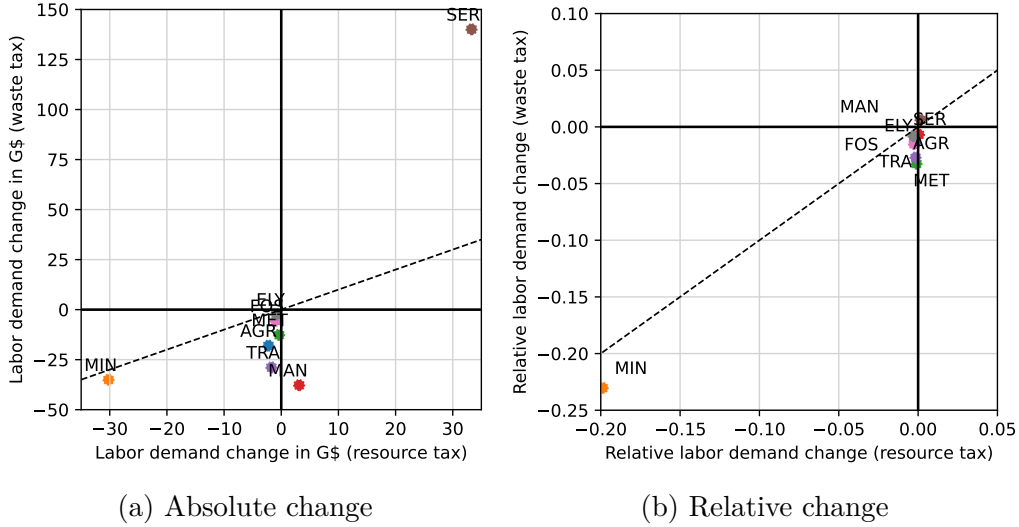 Labor demand change in G$ (waste tax)
150
125
100
75
50
25
0
−25
−50
SER
ELY
FOS
MET
AGR
TRA
MAN
MIN
−30 −20 −10 0 10 20 30
Labor demand change in G$ (resource tax)
(a) Absolute change
Relative labor demand change (waste tax)
0.10
0.05
0.00
−0.05
−0.10
−0.15
−0.20
−0.25
MAN
SER
ELY
FOS
AGR
TRA
MET
MIN
−0.20 −0.15 −0.10 −0.05 0.00 0.05
Relative labor demand change (resource tax)
(b) Relative change